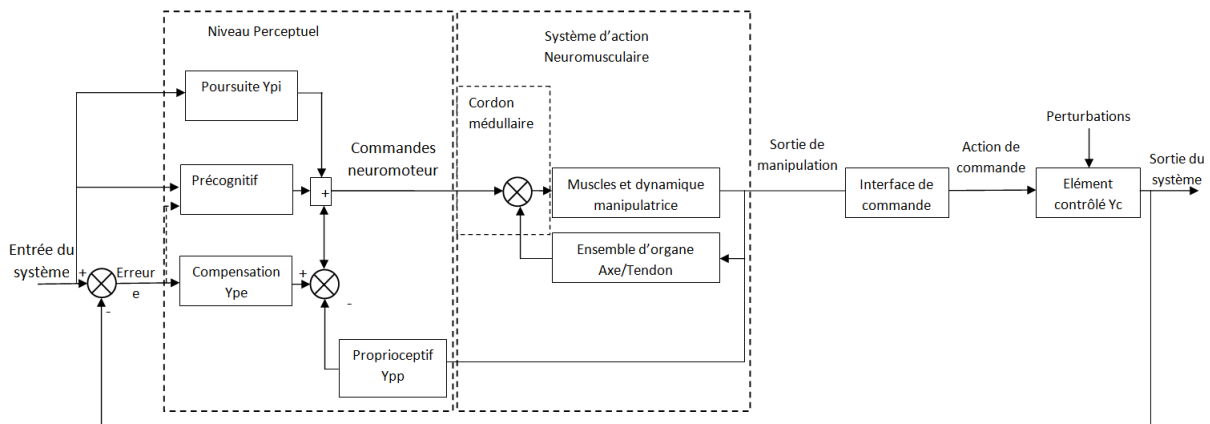 Niveau Perceptuel
Système d'action
Neuromusculaire
Poursuite Ypi
Cordon
médullaire
Perturbations
Commandes
neuromoteur
Sortie de
manipulation
Action de
commande
Sortie du
système
Précognitif
+
Muscles et dynamique
manipulatrice
Interface de
commande
Elément
contrôlé Yc
Entrée du
système
+
Erreur
e
-
Compensation
Ype
+
-
Ensemble d'organe
Axe/Tendon
Proprioceptif
Ypp